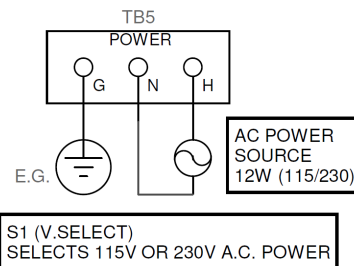 TB5
POWER
G N H
E.G.
AC POWER
SOURCE
12W (115/230)
S1 (V.SELECT)
SELECTS 115V OR 230V A.C. POWER